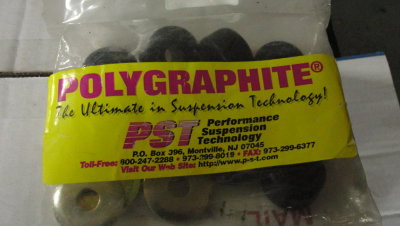 POLYGRAPHITE®
The Ultimate in Suspension Technology!
PST Performance
Suspension
Technology
P.O. Box 396, Montville, NJ 07045
Toll-Free: 800-247-2288 • 973-299-8019 • FAX: 973-299-6377
Visit Our Web Site: http://www.p-s-t.com
MAIL